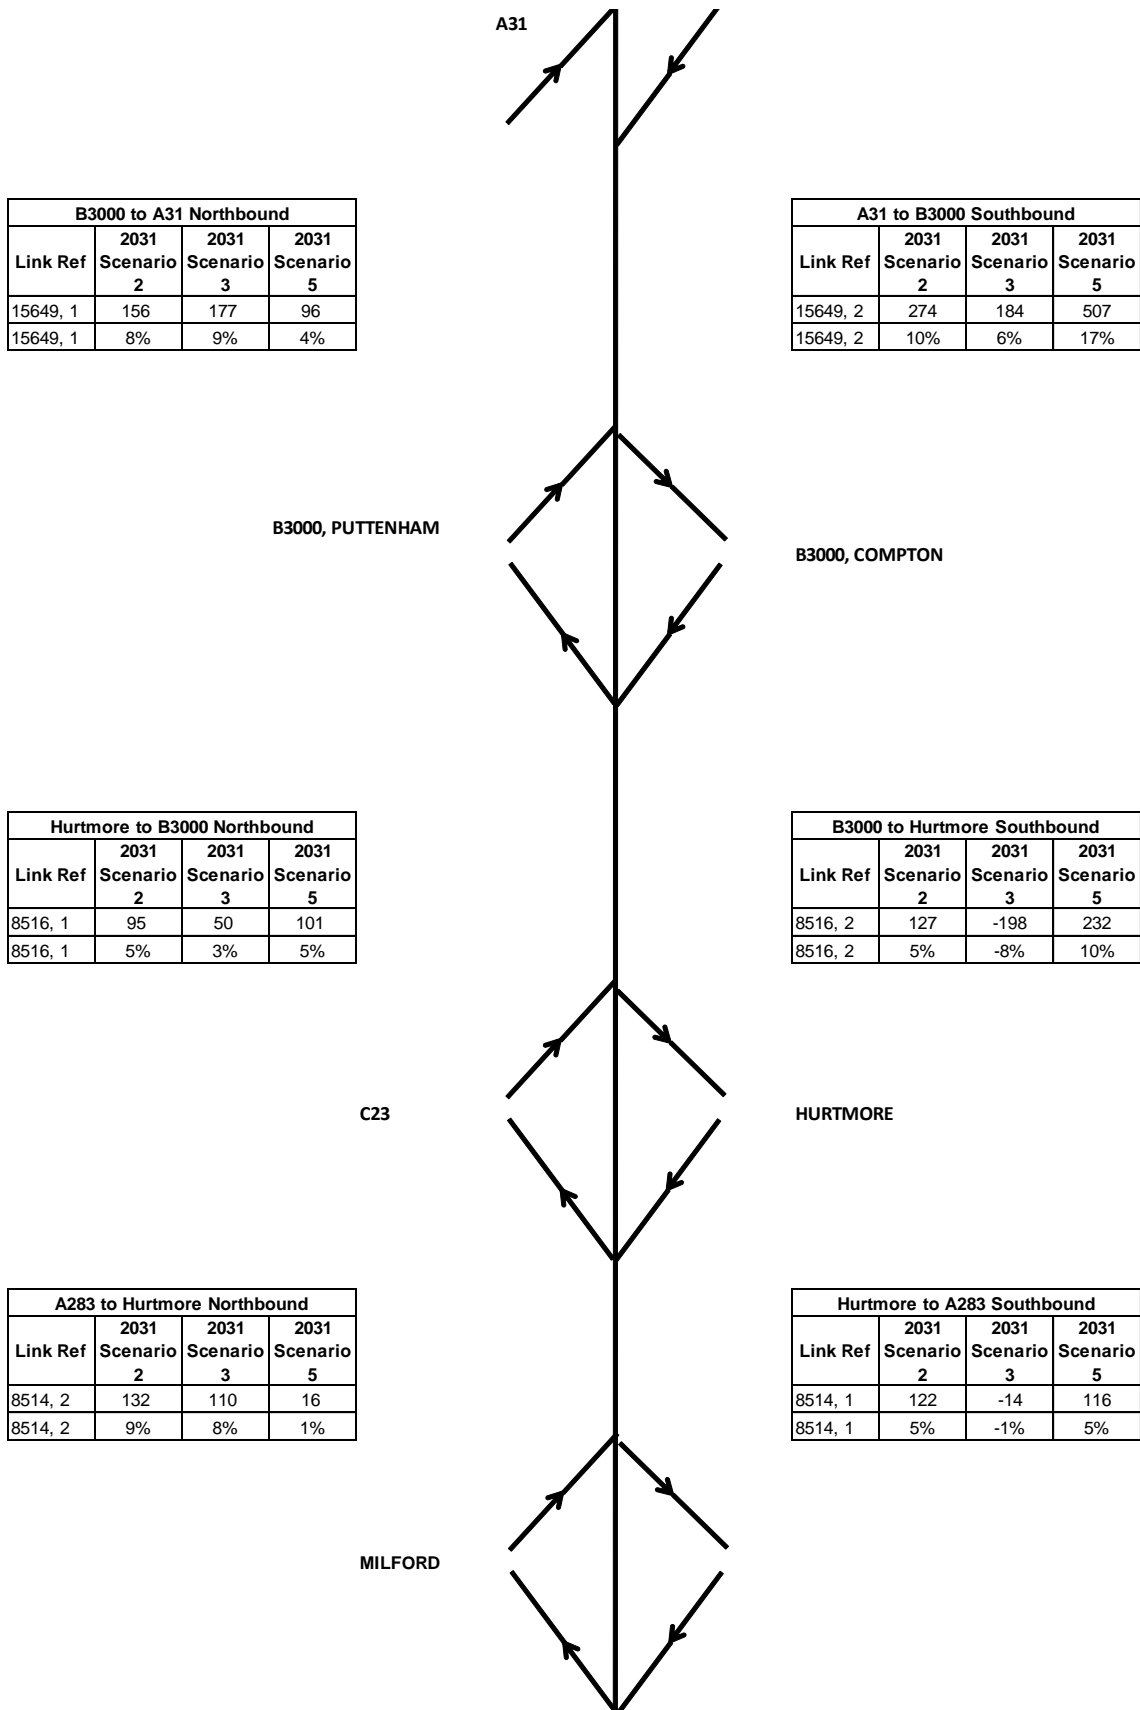 A31
B3000 to A31 Northbound
Link Ref 2031 Scenario 2 2031 Scenario 3 2031 Scenario 5
15649, 1 156 177 96
15649, 1 8% 9% 4%
A31 to B3000 Southbound
Link Ref 2031 Scenario 2 2031 Scenario 3 2031 Scenario 5
15649, 2 274 184 507
15649, 2 10% 6% 17%
B3000, PUTTENHAM
B3000, COMPTON
Hurtmore to B3000 Northbound
Link Ref 2031 Scenario 2 2031 Scenario 3 2031 Scenario 5
8516, 1 95 50 101
8516, 1 5% 3% 5%
B3000 to Hurtmore Southbound
Link Ref 2031 Scenario 2 2031 Scenario 3 2031 Scenario 5
8516, 2 127 -198 232
8516, 2 5% -8% 10%
C23
HURTMORE
A283 to Hurtmore Northbound
Link Ref 2031 Scenario 2 2031 Scenario 3 2031 Scenario 5
8514, 2 132 110 16
8514, 2 9% 8% 1%
Hurtmore to A283 Southbound
Link Ref 2031 Scenario 2 2031 Scenario 3 2031 Scenario 5
8514, 1 122 -14 116
8514, 1 5% -1% 5%
MILFORD